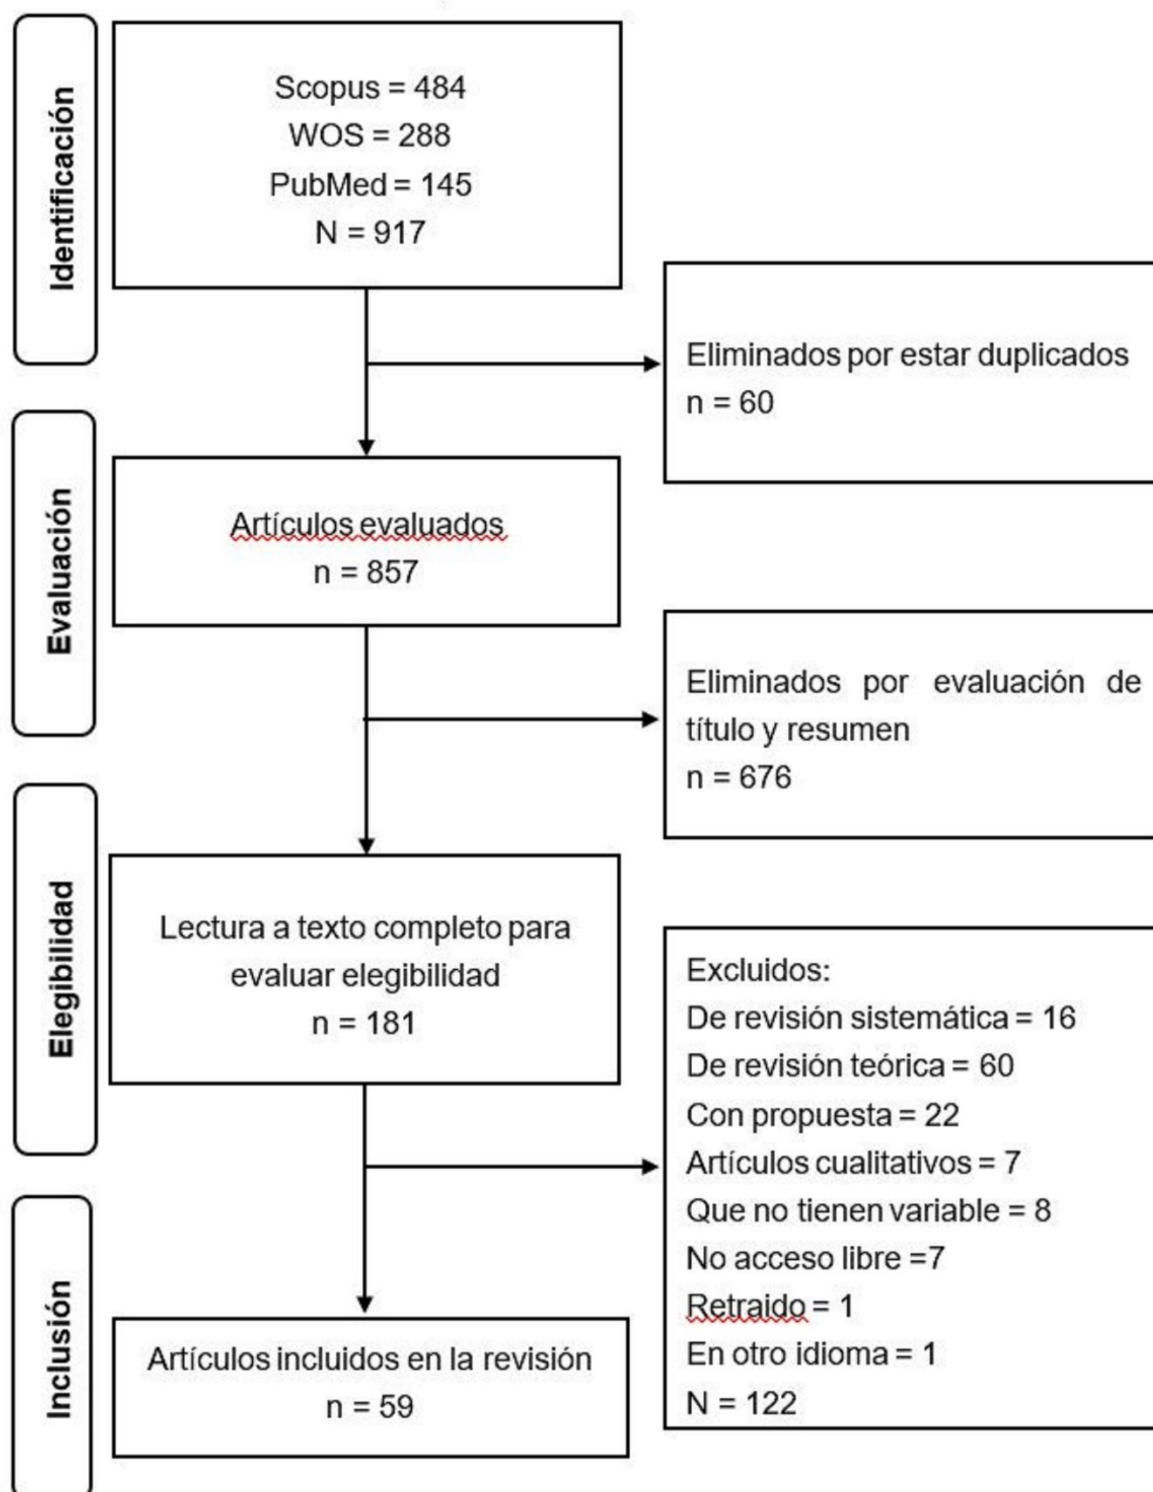 Identificación
Scopus = 484
WOS = 288
PubMed = 145
N = 917
Eliminados por estar duplicados
n = 60
Evaluación
Artículos evaluados
n = 857
Eliminados por evaluación de
título y resumen
n = 676
Elegibilidad
Lectura a texto completo para
evaluar elegibilidad
n = 181
Excluidos:
De revisión sistemática = 16
De revisión teórica = 60
Con propuesta = 22
Artículos cualitativos = 7
Que no tienen variable = 8
No acceso libre =7
Retraido = 1
En otro idioma = 1
N = 122
Inclusión
Artículos incluidos en la revisión
n = 59